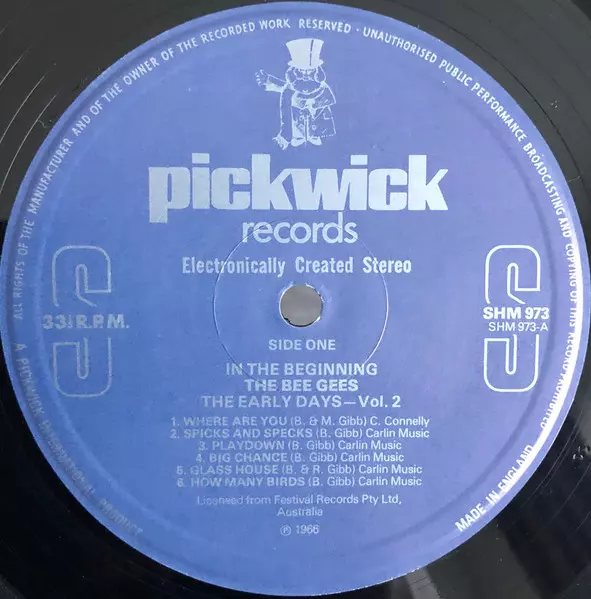 ALL RIGHTS OF THE MANUFACTURER AND OF THE OWNER OF THE RECORDED WORK RESERVED · UNAUTHORISED PUBLIC PERFORMANCE BROADCASTING AND COPYING OF THIS RECORD PROHIBITED
pickwick
records
Electronically Created Stereo
33⅓ R.P.M.
SHM 973
SHM 973-A
SIDE ONE
IN THE BEGINNING
THE BEE GEES
THE EARLY DAYS—Vol. 2
1. WHERE ARE YOU (B. & M. Gibb) C. Connelly
2. SPICKS AND SPECKS (B. Gibb) Carlin Music
3. PLAYDOWN (B. Gibb) Carlin Music
4. BIG CHANCE (B. Gibb) Carlin Music
5. GLASS HOUSE (B. & R. Gibb) Carlin Music
6. HOW MANY BIRDS (B. Gibb) Carlin Music
Licensed from Festival Records Pty Ltd,
Australia
℗ 1966
A PICKWICK INTERNATIONAL PRODUCT
MADE IN ENGLAND